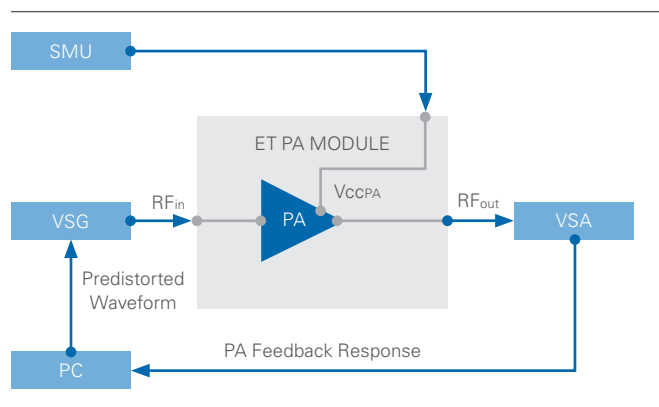 SMU
ET PA MODULE
VccPA
RFin
RFout
PA
VSG
VSA
Predistorted
Waveform
PA Feedback Response
PC